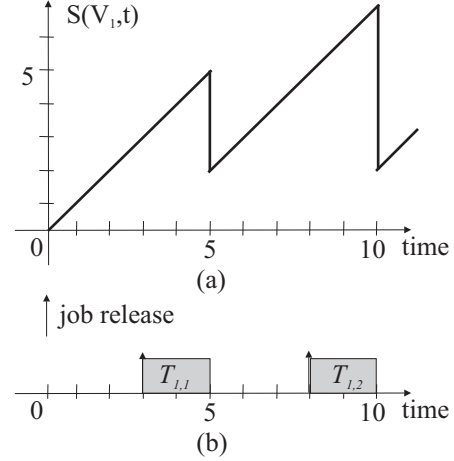 S(V₁,t)
5
0 5 10 time
(a)
job release
T₁,₁ T₁,₂
0 5 10 time
(b)